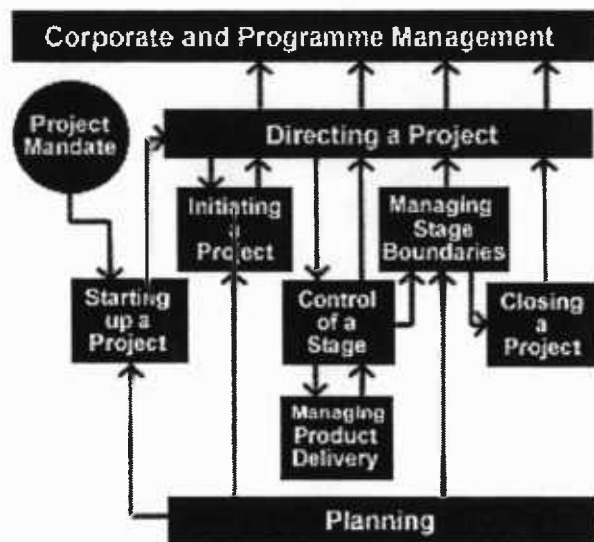 Corporate and Programme Management
Project
Mandate
Directing a Project
Initiating
a
Project
Managing
Stage
Boundaries
Starting
up a
Project
Control
of a
Stage
Closing
a
Project
Managing
Product
Delivery
Planning